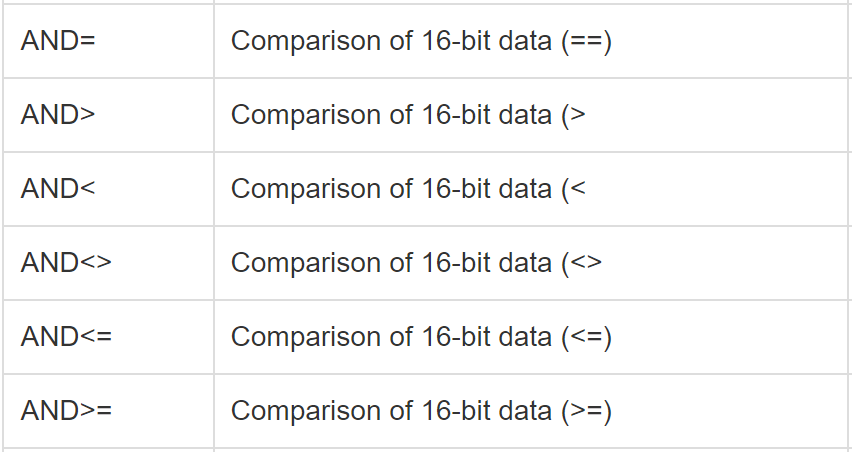 AND= Comparison of 16-bit data (==)
AND> Comparison of 16-bit data (>
AND< Comparison of 16-bit data (<
AND<> Comparison of 16-bit data (<>
AND<= Comparison of 16-bit data (<=)
AND>= Comparison of 16-bit data (>=)